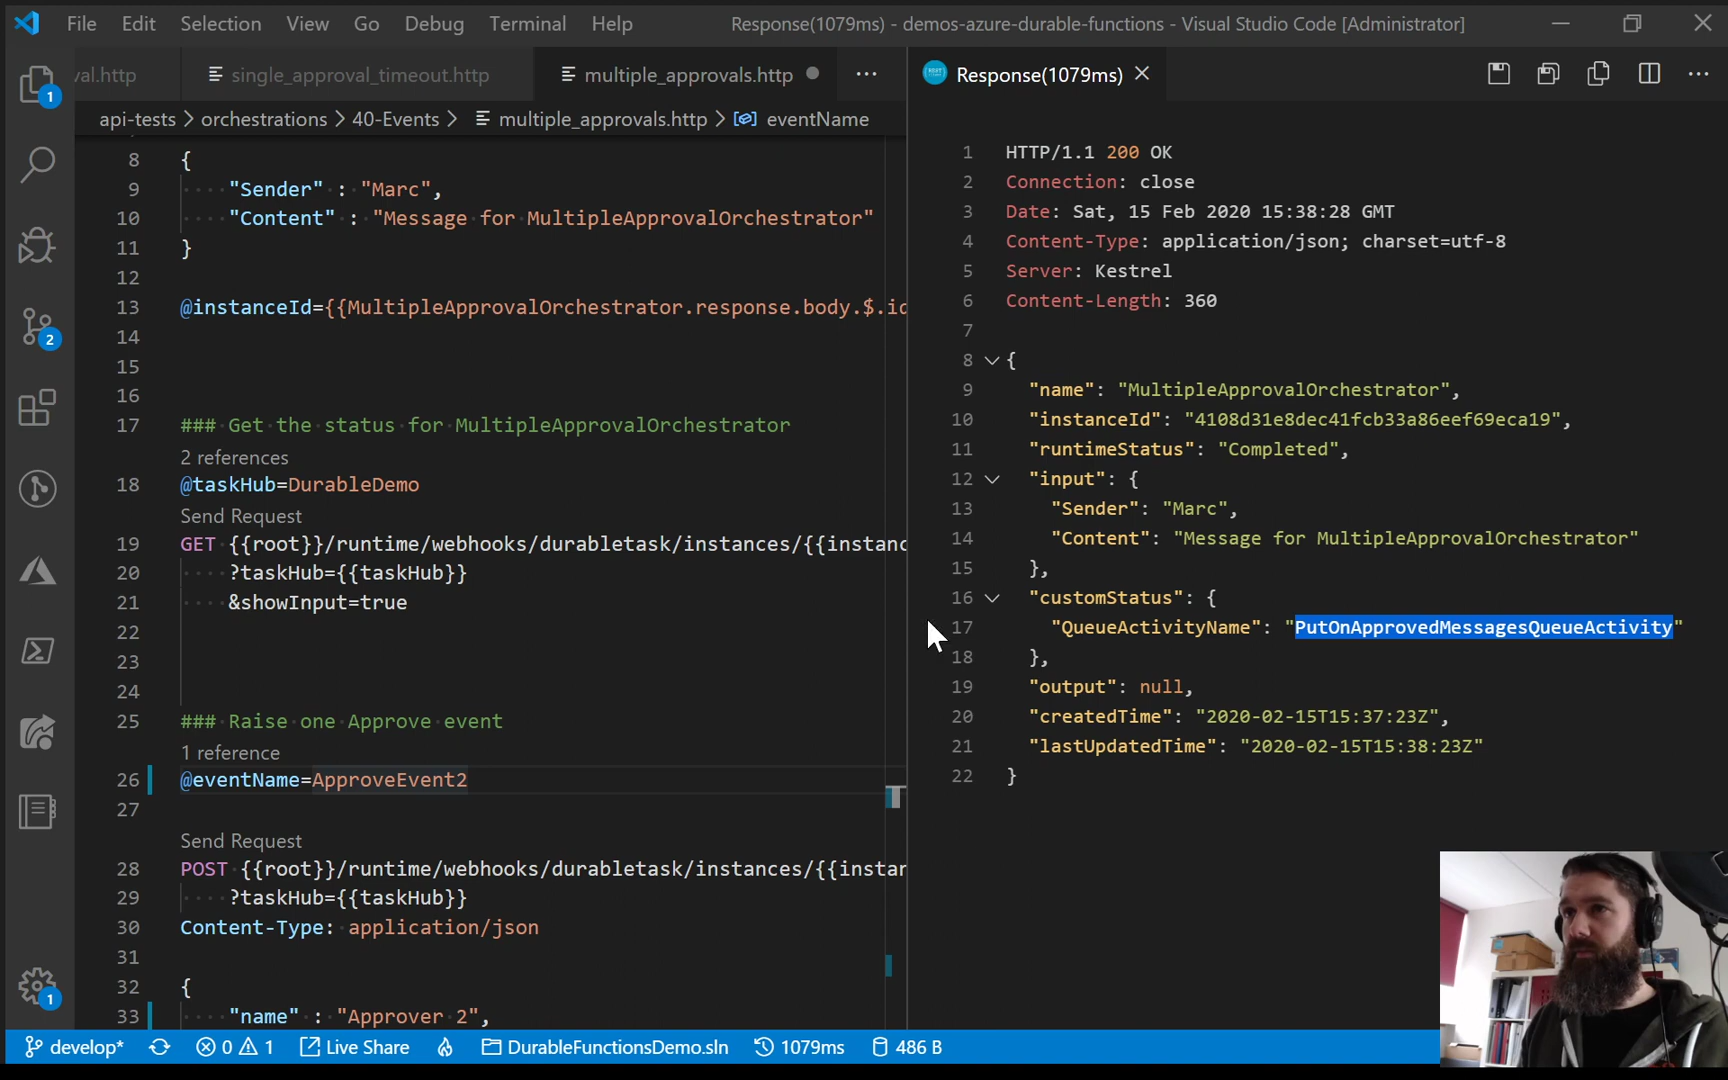 File Edit Selection View Go Debug Terminal Help
Response(1079ms) - demos-azure-durable-functions - Visual Studio Code [Administrator]
val.http
single_approval_timeout.http
multiple_approvals.http
Response(1079ms)
api-tests > orchestrations > 40-Events > multiple_approvals.http > eventName
8 {
9 ····"Sender"·:·"Marc",
10 ····"Content"·:·"Message·for·MultipleApprovalOrchestrator"
11 }
12
13 @instanceId={{MultipleApprovalOrchestrator.response.body.$.id
14
15
16
17 ###·Get·the·status·for·MultipleApprovalOrchestrator
2 references
18 @taskHub=DurableDemo
Send Request
19 GET·{{root}}/runtime/webhooks/durabletask/instances/{{instanc
20 ····?taskHub={{taskHub}}
21 ····&showInput=true
22
23
24
25 ###·Raise·one·Approve·event
1 reference
26 @eventName=ApproveEvent2
27
Send Request
28 POST·{{root}}/runtime/webhooks/durabletask/instances/{{instan
29 ····?taskHub={{taskHub}}
30 Content-Type:·application/json
31
32 {
33 ····"name"·:·"Approver·2",
1 HTTP/1.1 200 OK
2 Connection: close
3 Date: Sat, 15 Feb 2020 15:38:28 GMT
4 Content-Type: application/json; charset=utf-8
5 Server: Kestrel
6 Content-Length: 360
7
8 {
9 "name": "MultipleApprovalOrchestrator",
10 "instanceId": "4108d31e8dec41fcb33a86eef69eca19",
11 "runtimeStatus": "Completed",
12 "input": {
13 "Sender": "Marc",
14 "Content": "Message for MultipleApprovalOrchestrator"
15 },
16 "customStatus": {
17 "QueueActivityName": "PutOnApprovedMessagesQueueActivity"
18 },
19 "output": null,
20 "createdTime": "2020-02-15T15:37:23Z",
21 "lastUpdatedTime": "2020-02-15T15:38:23Z"
22 }
1
2
1
develop* 0 1 Live Share DurableFunctionsDemo.sln 1079ms 486 B